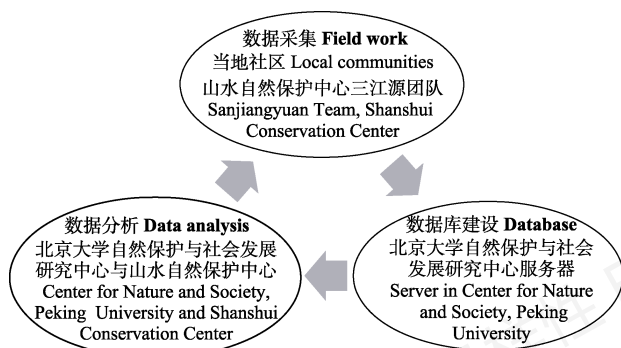 数据采集 Field work
当地社区 Local communities
山水自然保护中心三江源团队
Sanjiangyuan Team, Shanshui
Conservation Center
数据分析 Data analysis
北京大学自然保护与社会发展
研究中心与山水自然保护中心
Center for Nature and Society,
Peking University and Shanshui
Conservation Center
数据库建设 Database
北京大学自然保护与社会
发展研究中心服务器
Server in Center for Nature
and Society, Peking
University